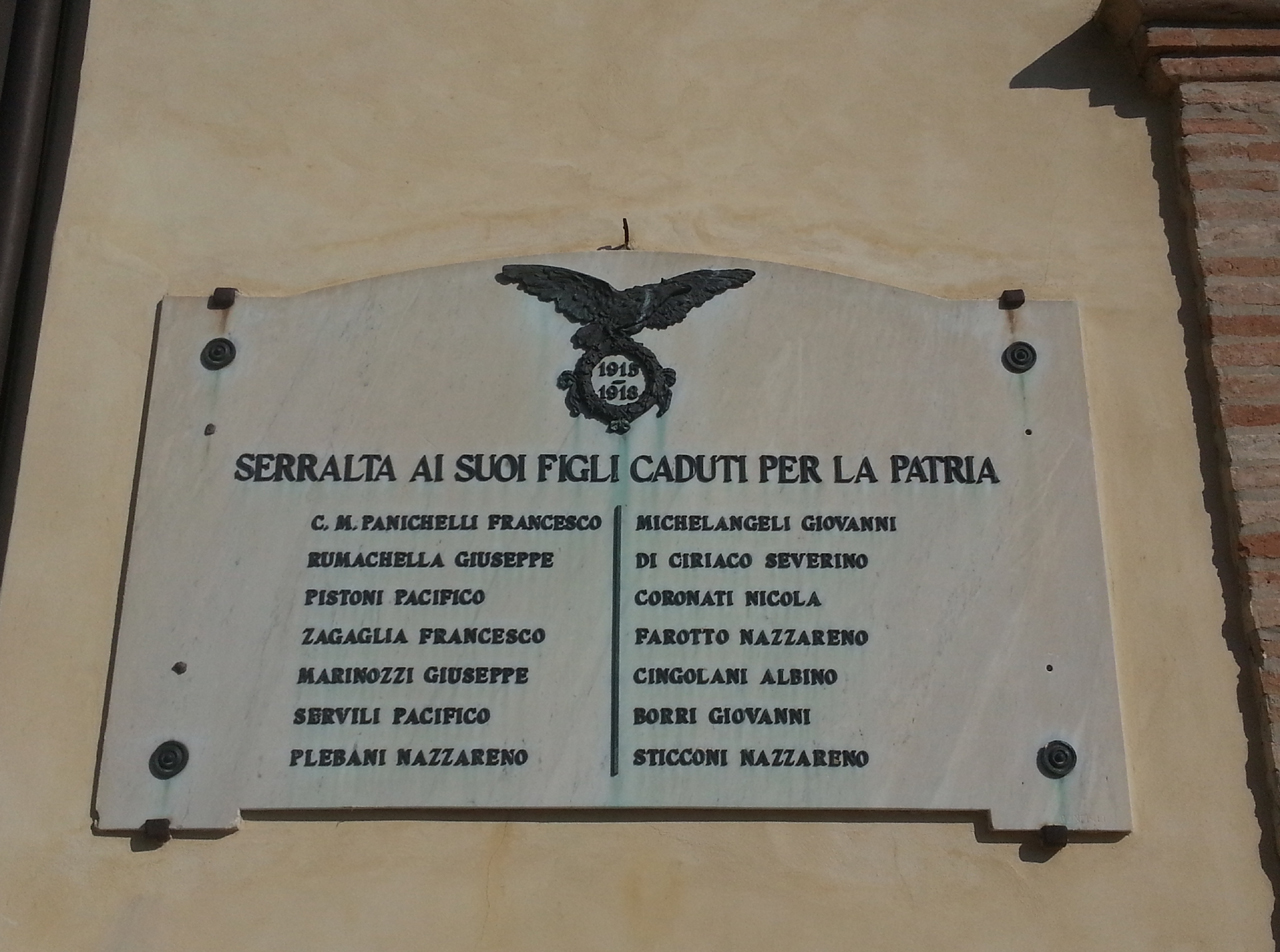 1915
-
1918
SERRALTA AI SUOI FIGLI CADUTI PER LA PATRIA
C. M. PANICHELLI FRANCESCO
RUMACHELLA GIUSEPPE
PISTONI PACIFICO
ZAGAGLIA FRANCESCO
MARINOZZI GIUSEPPE
SERVILI PACIFICO
PLEBANI NAZZARENO
MICHELANGELI GIOVANNI
DI CIRIACO SEVERINO
CORONATI NICOLA
FAROTTO NAZZARENO
CINGOLANI ALBINO
BORRI GIOVANNI
STICCONI NAZZARENO